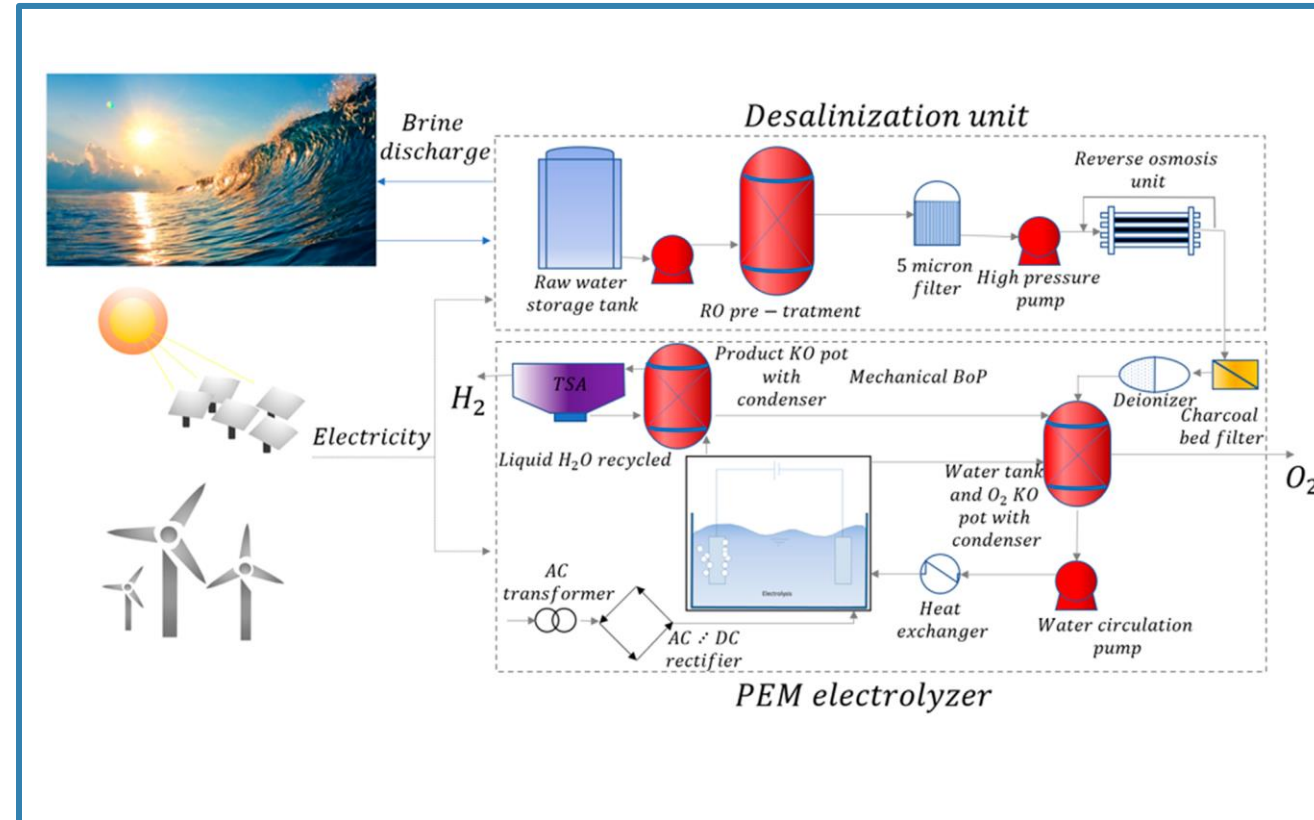 Desalinization unit
Brine
discharge
Reverse osmosis
unit
Raw water
storage tank
RO pre − tratment
5 micron
filter
High pressure
pump
Electricity
H₂
TSA
Product KO pot
with
condenser
Mechanical BoP
Deionizer
Charcoal
bed filter
Liquid H₂O recycled
Water tank
and O₂ KO
pot with
condenser
O₂
Electrolysis
AC
transformer
AC ⋰ DC
rectifier
Heat
exchanger
Water circulation
pump
PEM electrolyzer